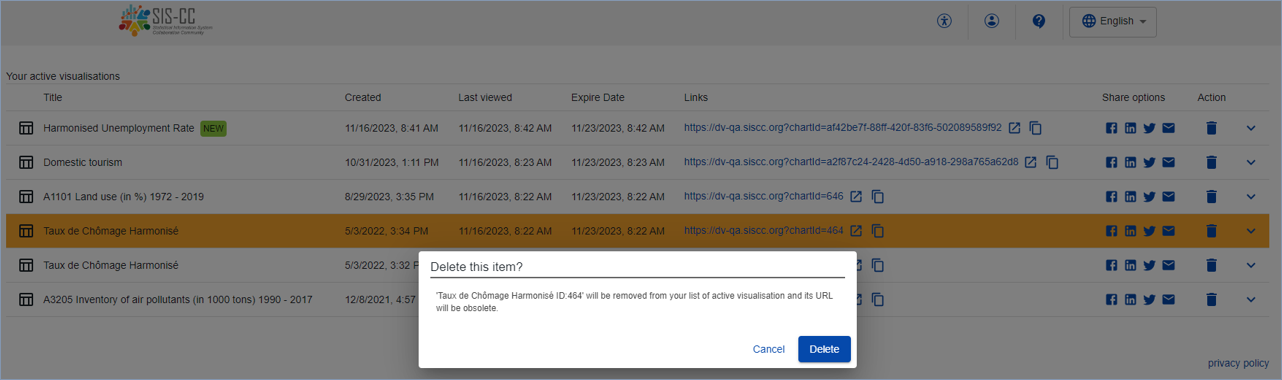 SIS-CC
Statistical Information System
Collaboration Community
English
Your active visualisations
Title Created Last viewed Expire Date Links Share options Action
Harmonised Unemployment Rate NEW 11/16/2023, 8:41 AM 11/16/2023, 8:42 AM 11/23/2023, 8:42 AM https://dv-qa.siscc.org?chartId=af42be7f-88ff-420f-83f6-502089589f92
Domestic tourism 10/31/2023, 1:11 PM 11/16/2023, 8:23 AM 11/23/2023, 8:23 AM https://dv-qa.siscc.org?chartId=a2f87c24-2428-4d50-a918-298a765a62d8
A1101 Land use (in %) 1972 - 2019 8/29/2023, 3:35 PM 11/16/2023, 8:22 AM 11/23/2023, 8:22 AM https://dv-qa.siscc.org?chartId=646
Taux de Chômage Harmonisé 5/3/2022, 3:34 PM 11/16/2023, 8:22 AM 11/23/2023, 8:22 AM https://dv-qa.siscc.org?chartId=464
Taux de Chômage Harmonisé 5/3/2022, 3:32
A3205 Inventory of air pollutants (in 1000 tons) 1990 - 2017 12/8/2021, 4:57
Delete this item?
'Taux de Chômage Harmonisé ID:464' will be removed from your list of active visualisation and its URL
will be obsolete.
Cancel Delete
privacy policy